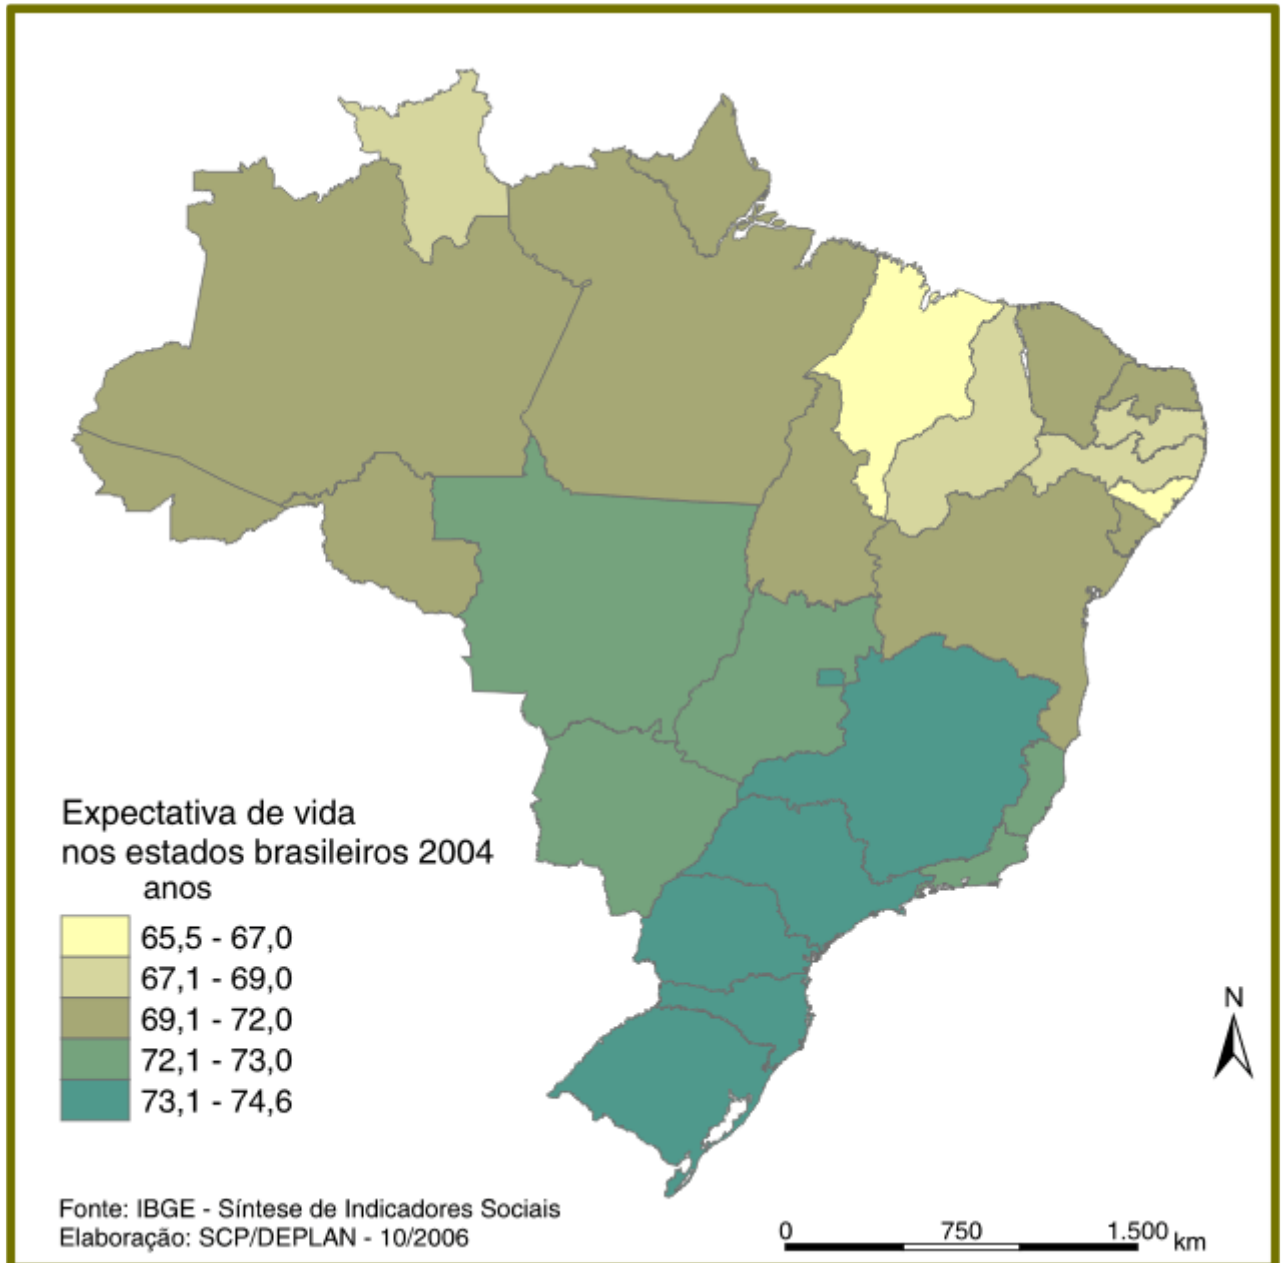 Expectativa de vida
nos estados brasileiros 2004
anos
65,5 - 67,0
67,1 - 69,0
69,1 - 72,0
72,1 - 73,0
73,1 - 74,6
N
Fonte: IBGE - Síntese de Indicadores Sociais
Elaboração: SCP/DEPLAN - 10/2006
0 750 1.500 km